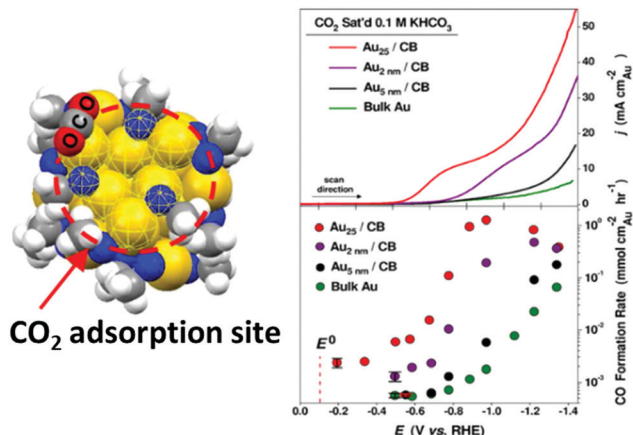 OCO
CO₂ adsorption site
CO₂ Sat'd 0.1 M KHCO₃
Au₂₅ / CB
Au₂ ₙₘ / CB
Au₅ ₙₘ / CB
Bulk Au
scan
direction
50
40
30
20
10
0
j (mA cm⁻²Au)
Au₂₅ / CB
Au₂ ₙₘ / CB
Au₅ ₙₘ / CB
Bulk Au
E⁰
10⁰
10⁻¹
10⁻²
10⁻³
CO Formation Rate (mmol cm⁻²Au hr⁻¹)
0.0 -0.2 -0.4 -0.6 -0.8 -1.0 -1.2 -1.4
E (V vs. RHE)